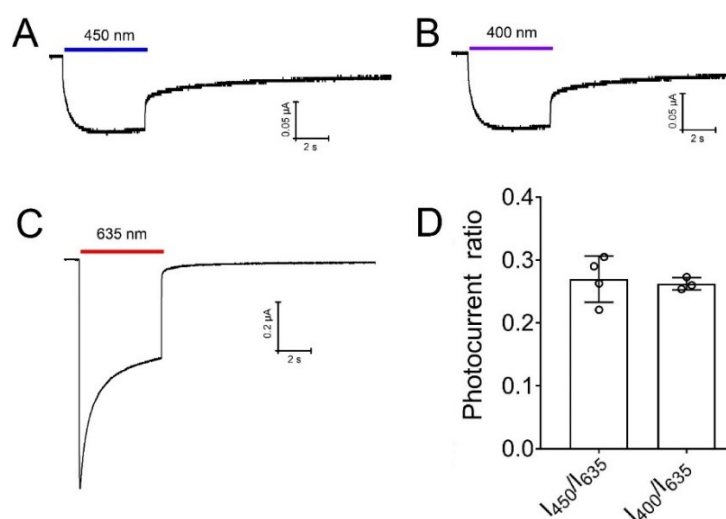 A
450 nm
0.05 µA
2 s
B
400 nm
0.05 µA
2 s
C
635 nm
0.2 µA
2 s
D
Photocurrent ratio
0.4
0.3
0.2
0.1
0.0
I450/I635
I400/I635